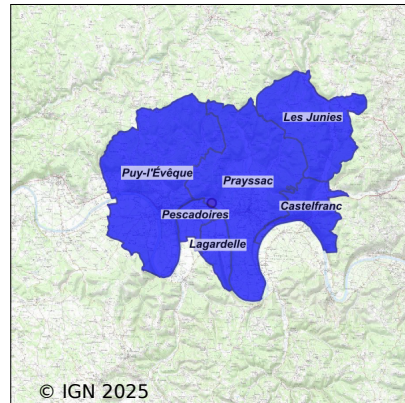 Les Junies
Puy-l'Évêque
Prayssac
Castelfranc
Pescadoires
Lagardelle
© IGN 2025